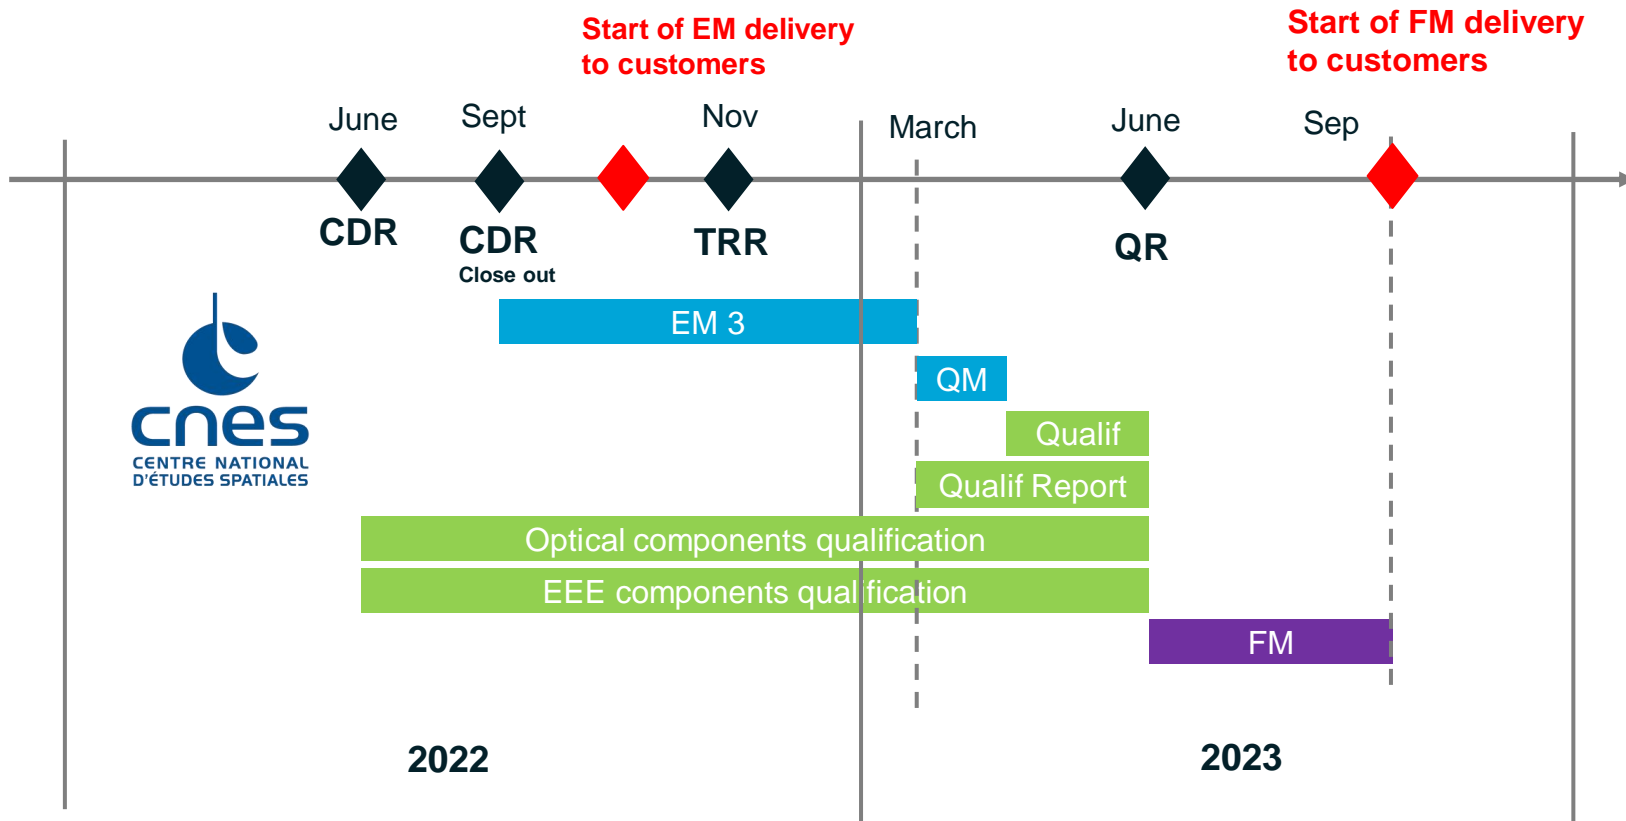 Start of EM delivery
to customers
Start of FM delivery
to customers
June
Sept
Nov
March
June
Sep
CDR
CDR
Close out
TRR
QR
EM 3
QM
Qualif
Qualif Report
Optical components qualification
EEE components qualification
FM
cnes
CENTRE NATIONAL
D'ÉTUDES SPATIALES
2022
2023